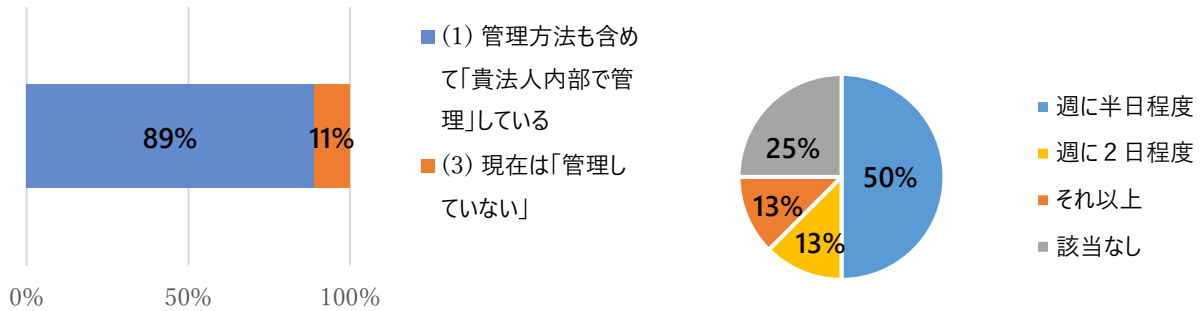 89%
11%
0%
50%
100%
(1) 管理方法も含め
て「貴法人内部で管
理」している
(3) 現在は「管理し
ていない」
50%
13%
13%
25%
週に半日程度
週に２日程度
それ以上
該当なし